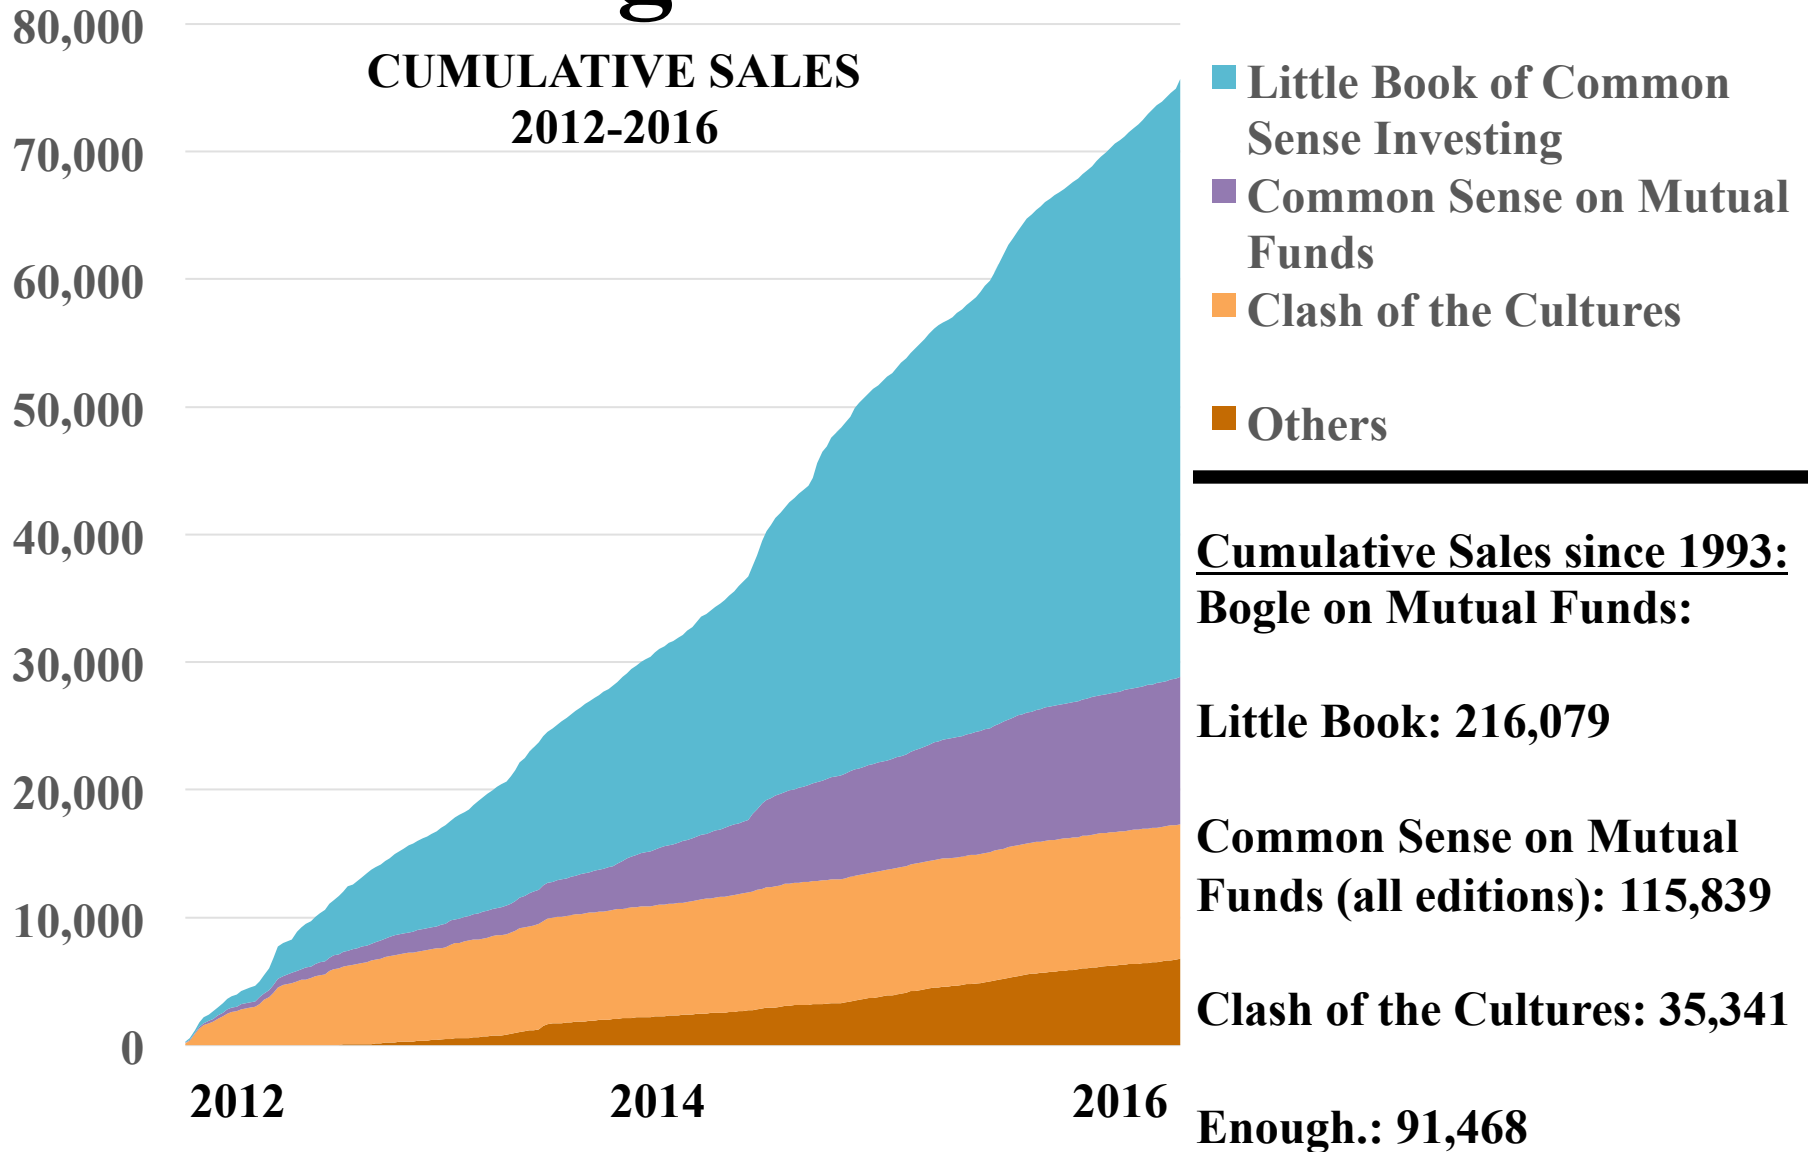 CUMULATIVE SALES
2012-2016
80,000
70,000
60,000
50,000
40,000
30,000
20,000
10,000
0
2012
2014
2016
Little Book of Common
Sense Investing
Common Sense on Mutual
Funds
Clash of the Cultures
Others
Cumulative Sales since 1993:
Bogle on Mutual Funds:
Little Book: 216,079
Common Sense on Mutual
Funds (all editions): 115,839
Clash of the Cultures: 35,341
Enough.: 91,468